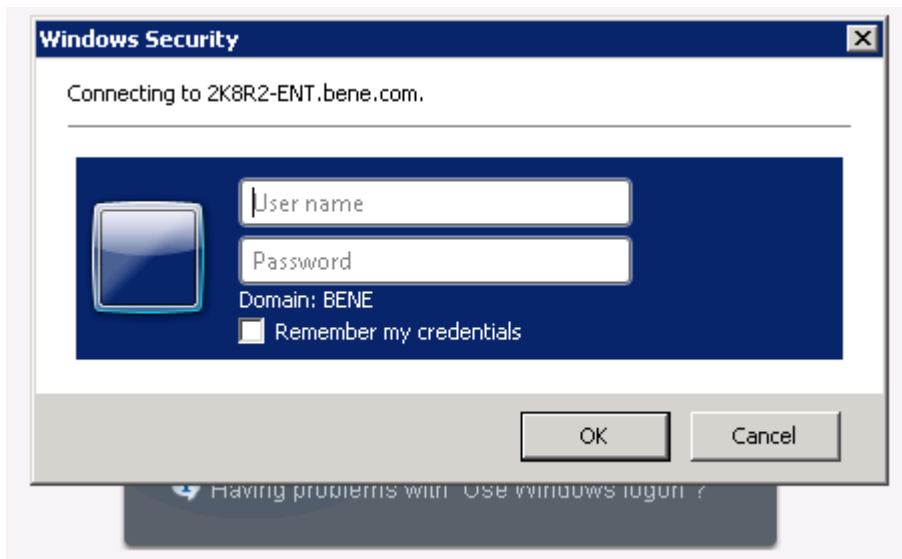 Windows Security
Connecting to 2K8R2-ENT.bene.com.
User name
Password
Domain: BENE
Remember my credentials
OK
Cancel
Having problems with "Use Windows logon"?